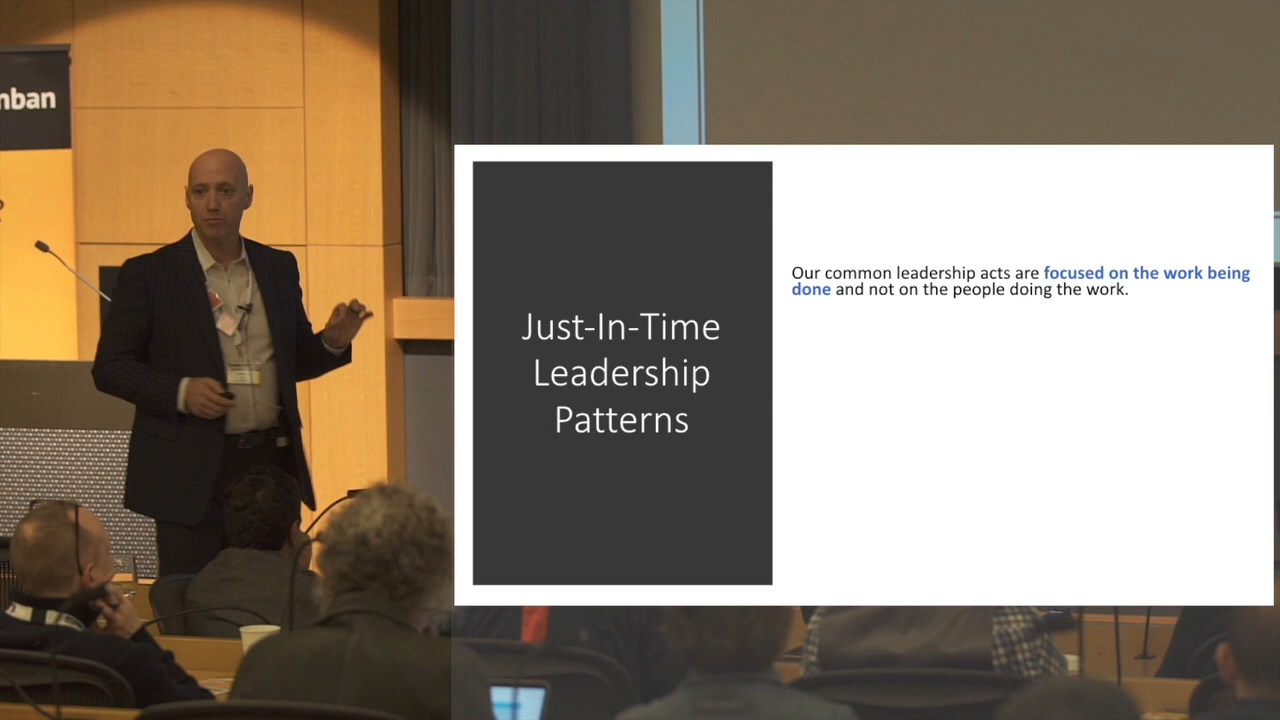 nban
Just-In-Time
Leadership
Patterns
Our common leadership acts are focused on the work being
done and not on the people doing the work.